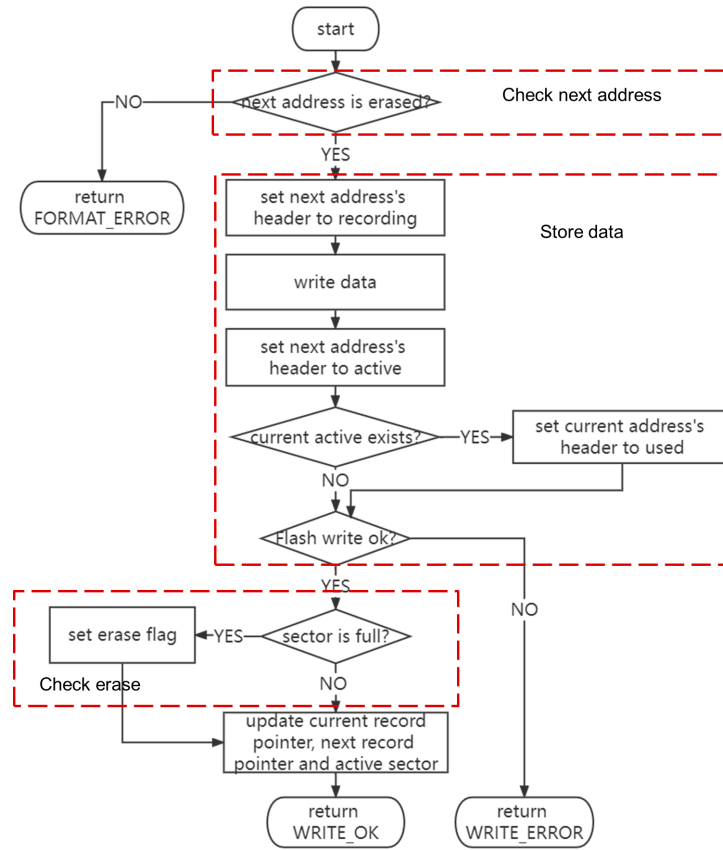 start
next address is erased?
Check next address
NO
YES
return
FORMAT_ERROR
set next address's
header to recording
Store data
write data
set next address's
header to active
current active exists?
YES
set current address's
header to used
NO
Flash write ok?
YES
NO
set erase flag
YES
sector is full?
Check erase
NO
update current record
pointer, next record
pointer and active sector
return
WRITE_OK
return
WRITE_ERROR